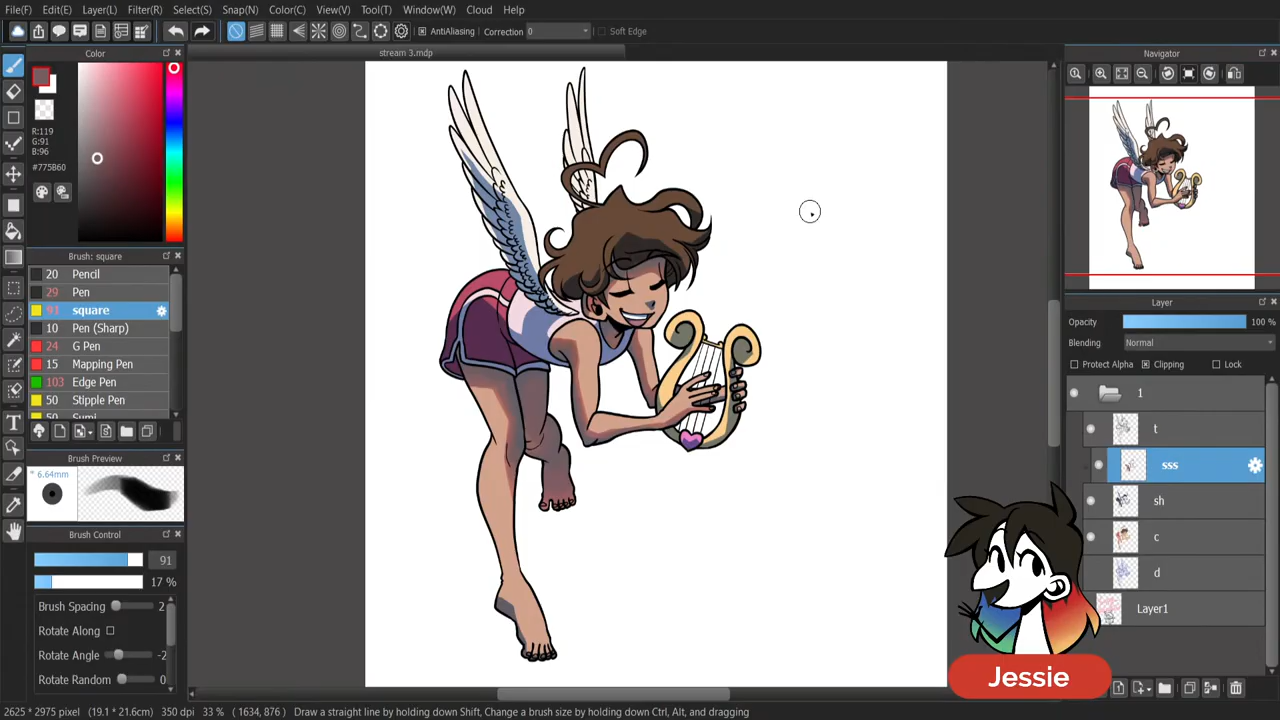 File(F) Edit(E) Layer(L) Filter(R) Select(S) Snap(N) Color(C) View(V) Tool(T) Window(W) Cloud Help
AntiAliasing Correction 0 Soft Edge
stream 3.mdp
Color
R:119
G:91
B:96
#775B60
Brush: square
20 Pencil
29 Pen
91 square
10 Pen (Sharp)
24 G Pen
15 Mapping Pen
103 Edge Pen
50 Stipple Pen
50 Sumi
Brush Preview
* 6.64mm
Brush Control
91
17 %
Brush Spacing 2
Rotate Along
Rotate Angle -2
Rotate Random 0
Navigator
Layer
Opacity 100 %
Blending Normal
Protect Alpha Clipping Lock
1
t
sss
sh
c
d
Layer1
Jessie
2625 * 2975 pixel (19.1 * 21.6cm) 350 dpi 33 % ( 1634, 876 ) Draw a straight line by holding down Shift, Change a brush size by holding down Ctrl, Alt, and dragging